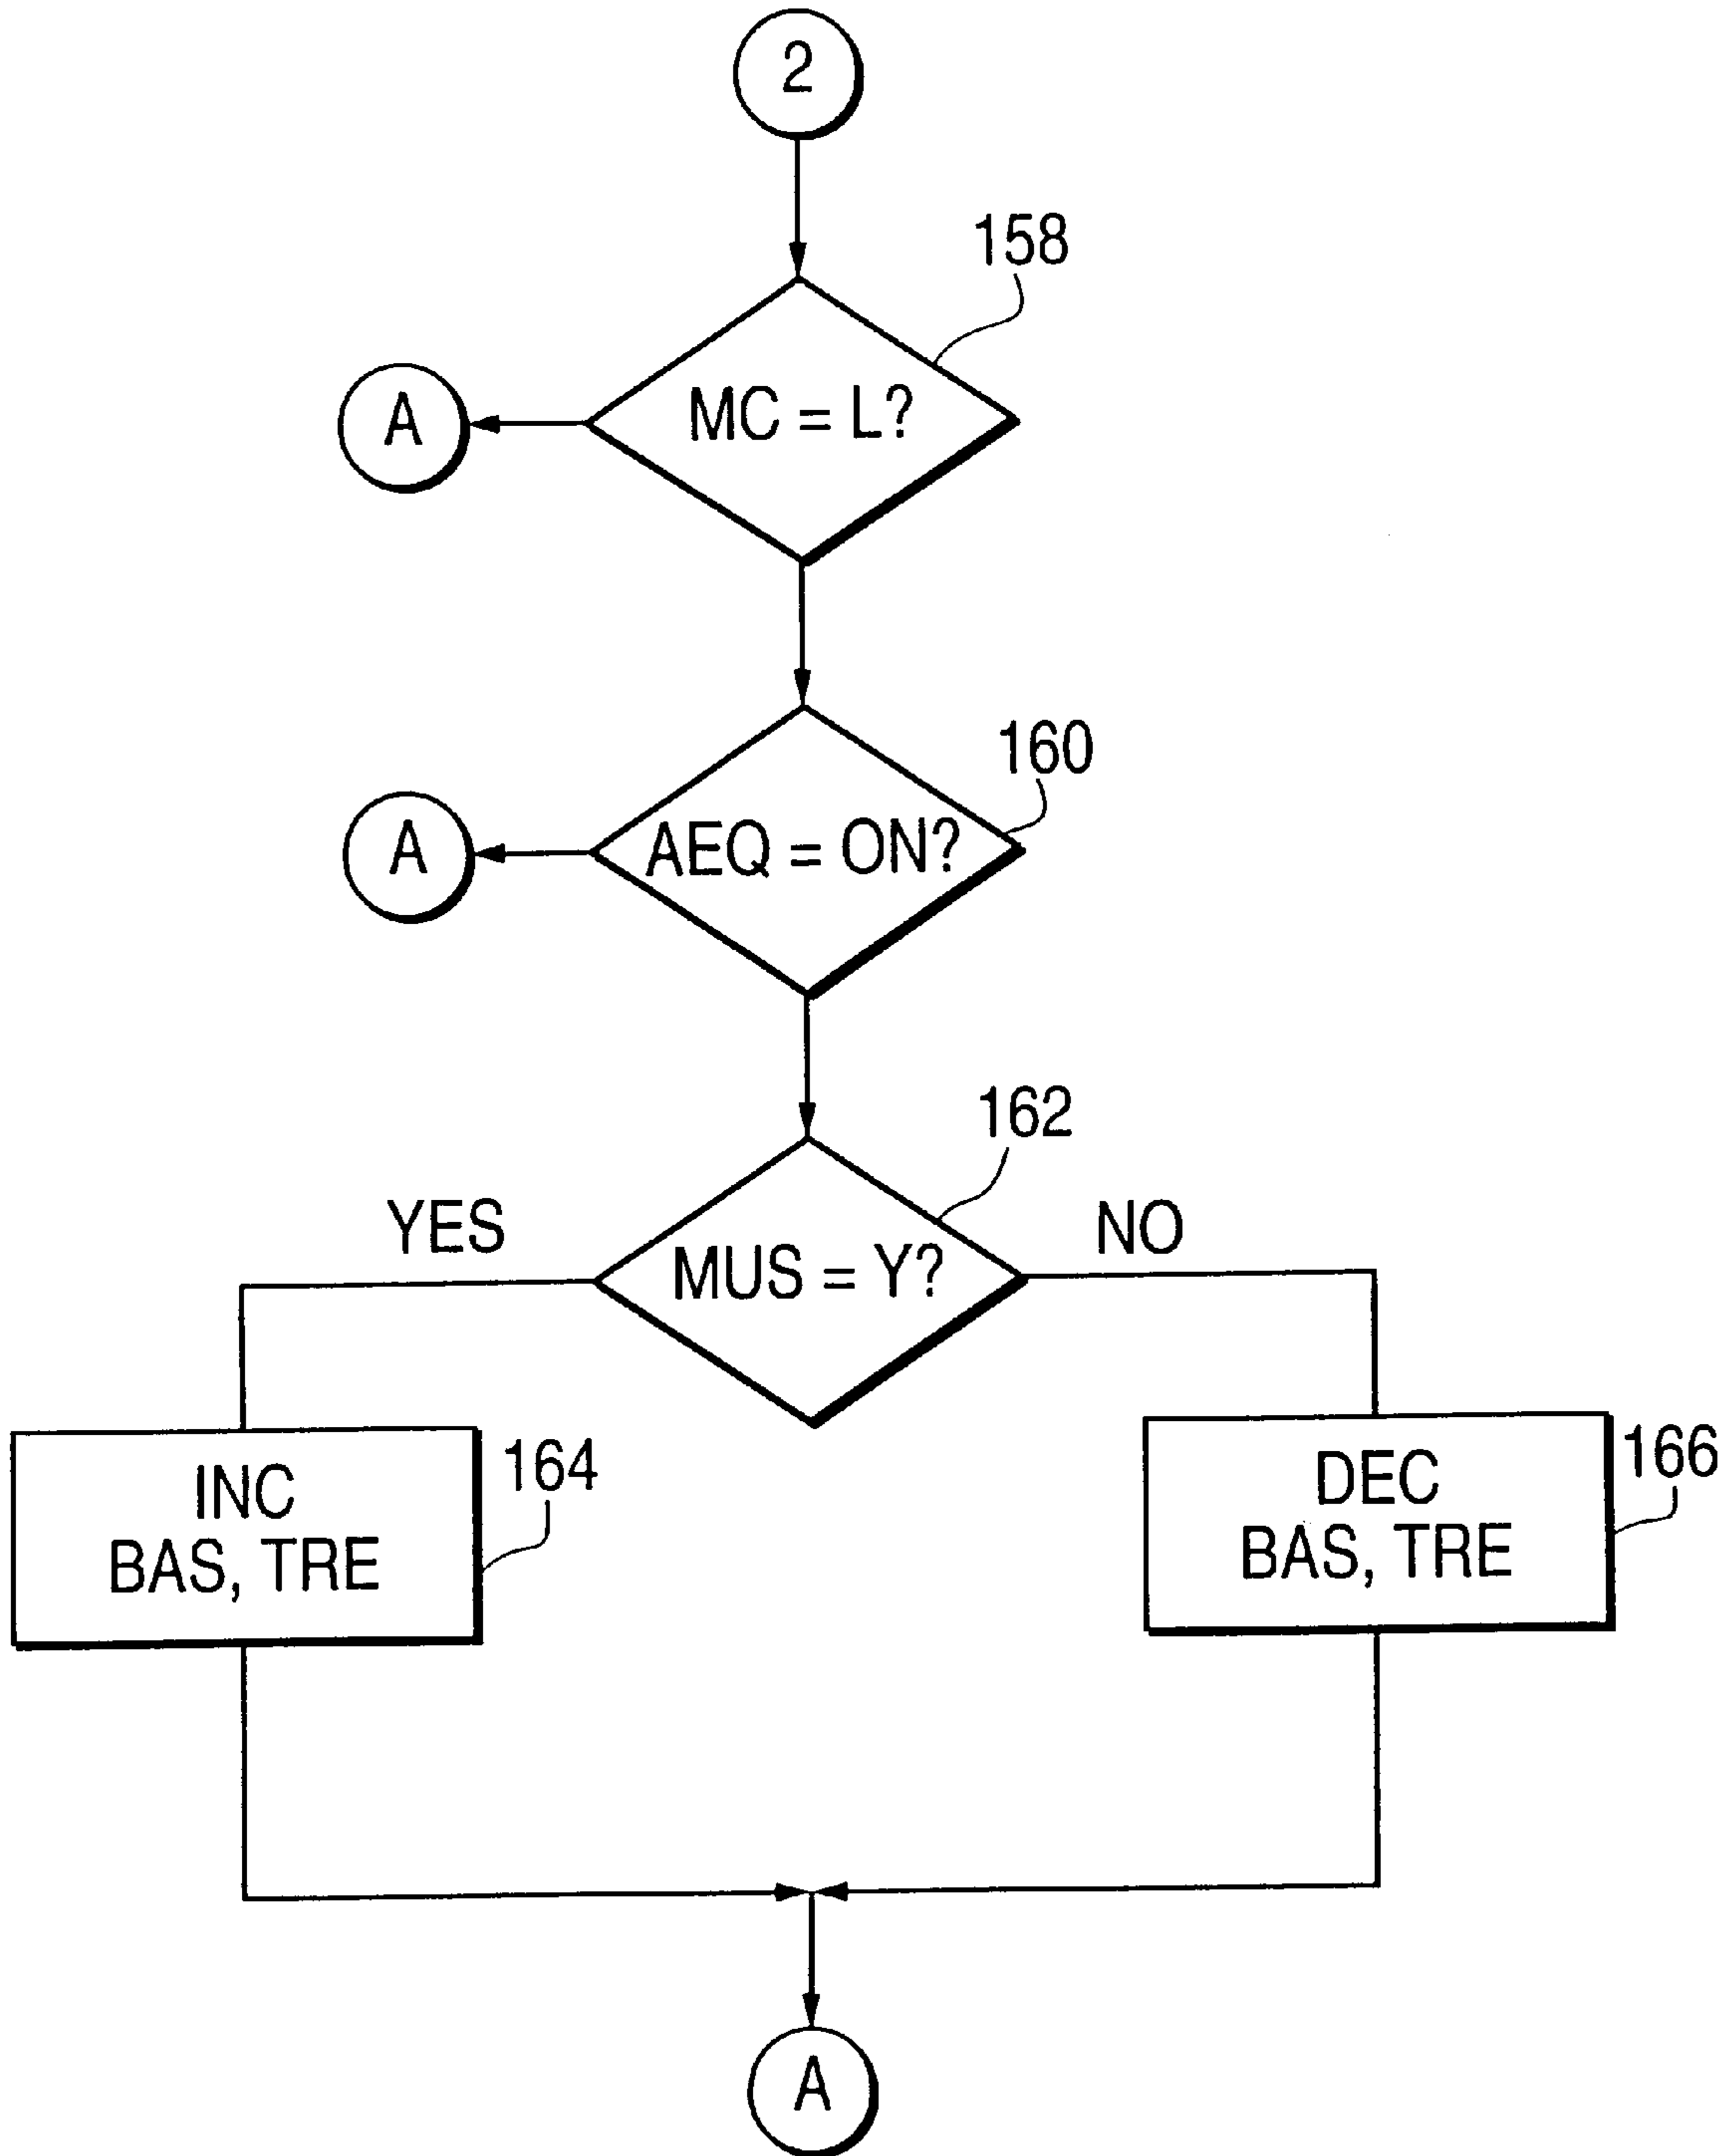 2
158
MC = L?
A
160
AEQ = ON?
A
162
YES
NO
MUS = Y?
INC
BAS, TRE
164
DEC
BAS, TRE
166
A